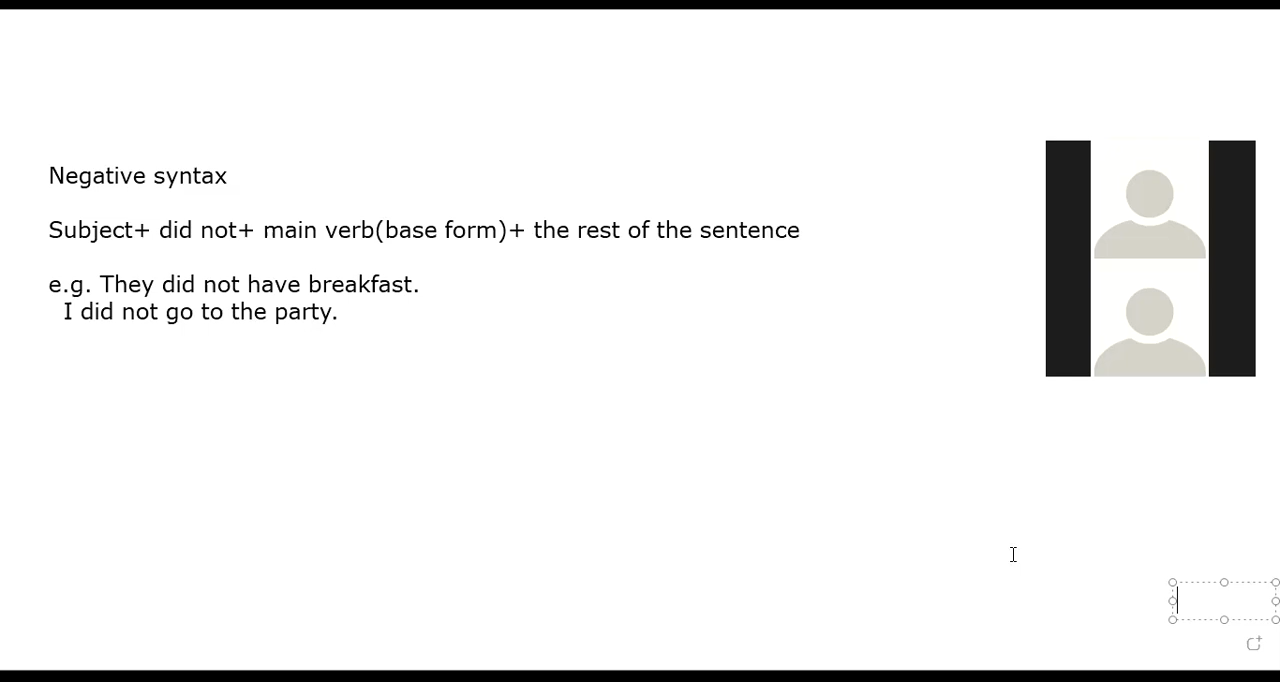 Negative syntax
Subject+ did not+ main verb(base form)+ the rest of the sentence
e.g. They did not have breakfast.
I did not go to the party.